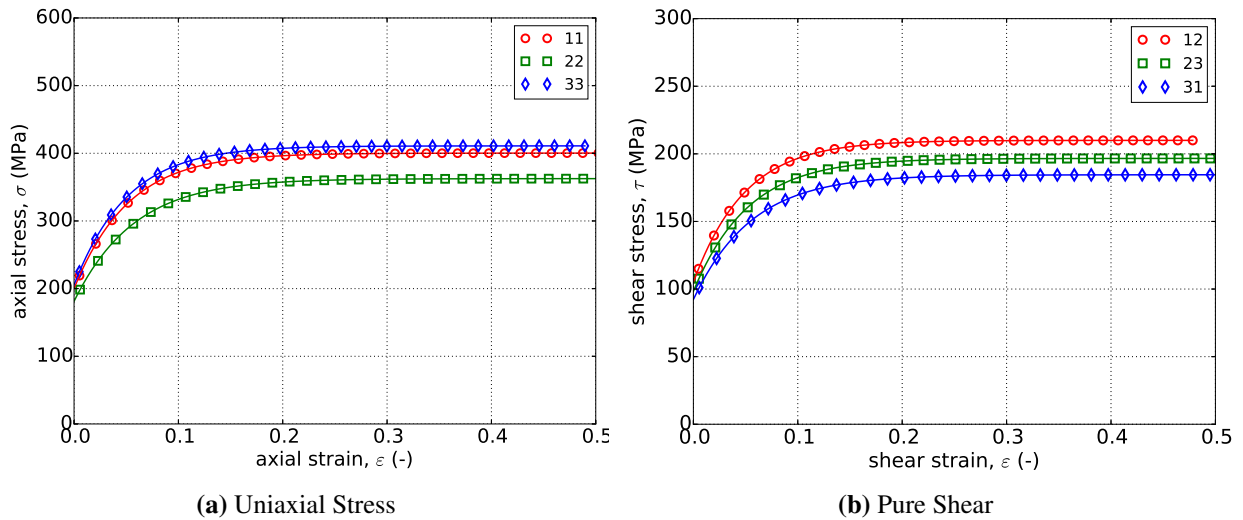 600
500
400
300
200
100
0
0.0 0.1 0.2 0.3 0.4 0.5
axial stress, σ (MPa)
axial strain, ε (-)
11
22
33
(a) Uniaxial Stress
300
250
200
150
100
50
0
0.0 0.1 0.2 0.3 0.4 0.5
shear stress, τ (MPa)
shear strain, ε (-)
12
23
31
(b) Pure Shear